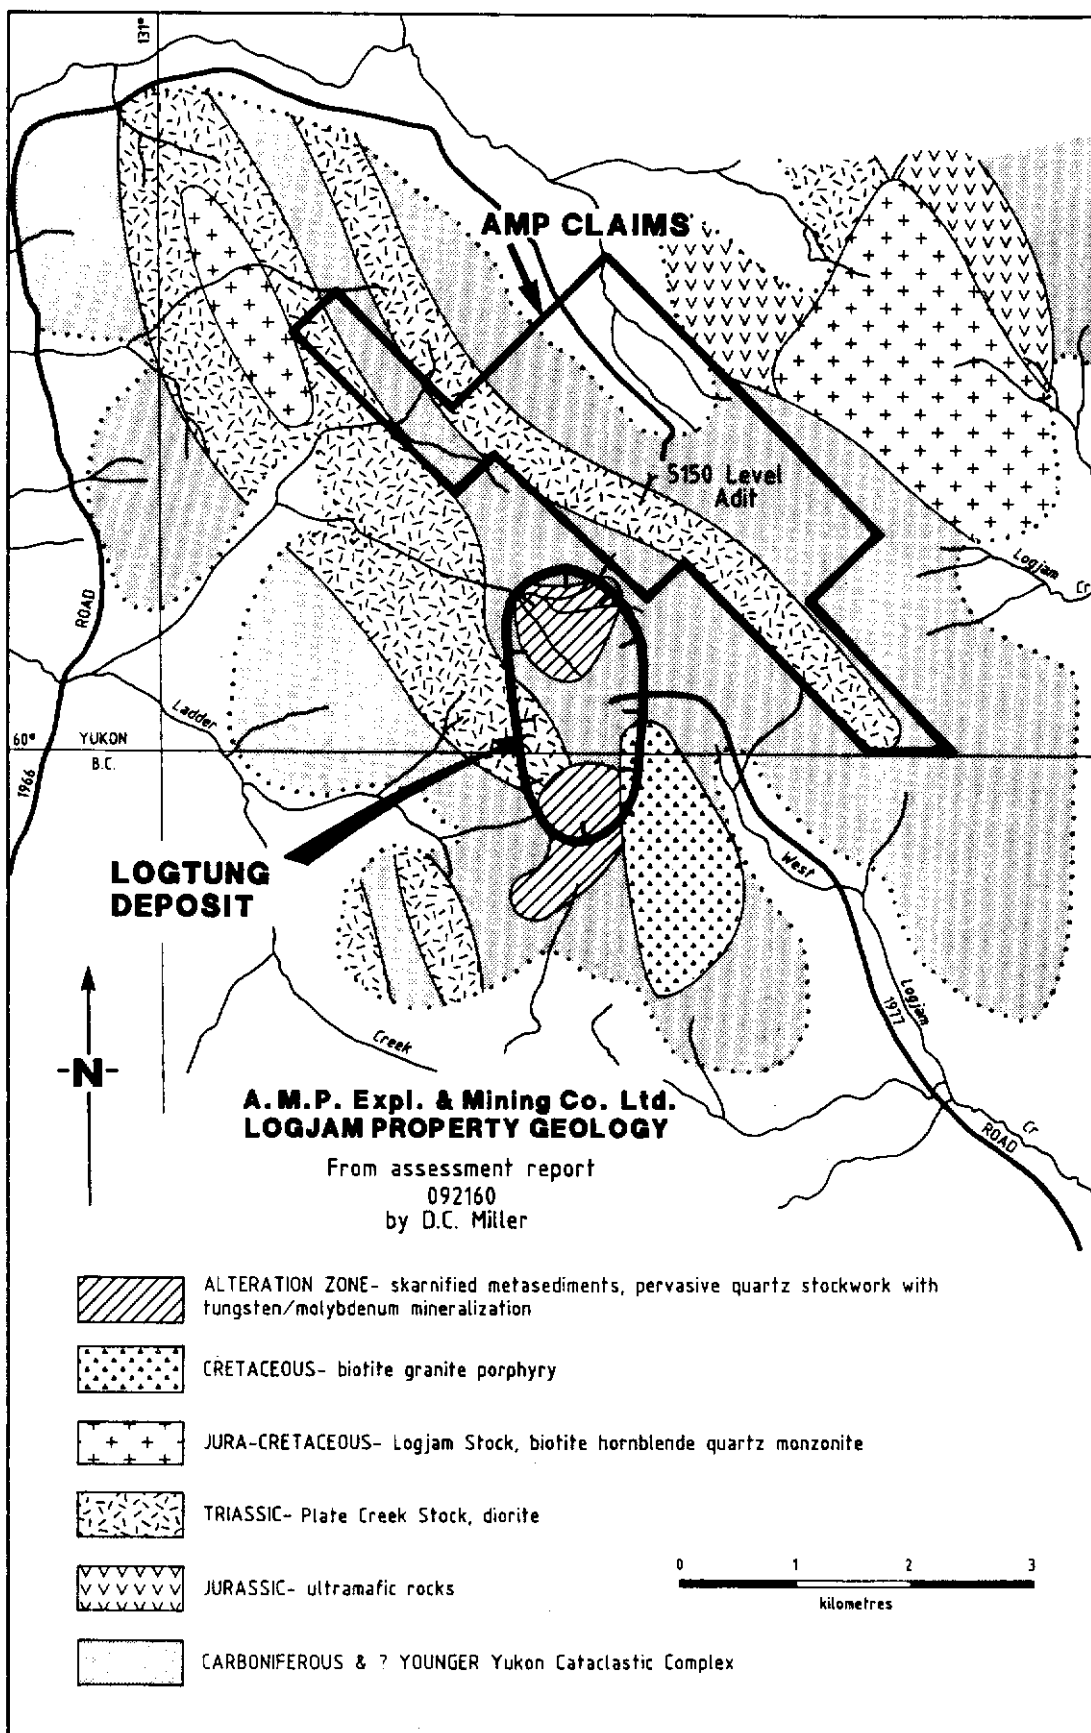 131°
AMP CLAIMS
5150 Level
Adit
Logjam
Cr
ROAD
Ladder
60°
YUKON
B.C.
1966
LOGTUNG
DEPOSIT
West
Logjam
1977
Creek
-N-
ROAD
Cr
A.M.P. Expl. & Mining Co. Ltd.
LOGJAM PROPERTY GEOLOGY
From assessment report
092160
by D.C. Miller
ALTERATION ZONE- skarnified metasediments, pervasive quartz stockwork with
tungsten/molybdenum mineralization
CRETACEOUS- biotite granite porphyry
JURA-CRETACEOUS- Logjam Stock, biotite hornblende quartz monzonite
TRIASSIC- Plate Creek Stock, diorite
JURASSIC- ultramafic rocks
CARBONIFEROUS & ? YOUNGER Yukon Cataclastic Complex
0 1 2 3
kilometres